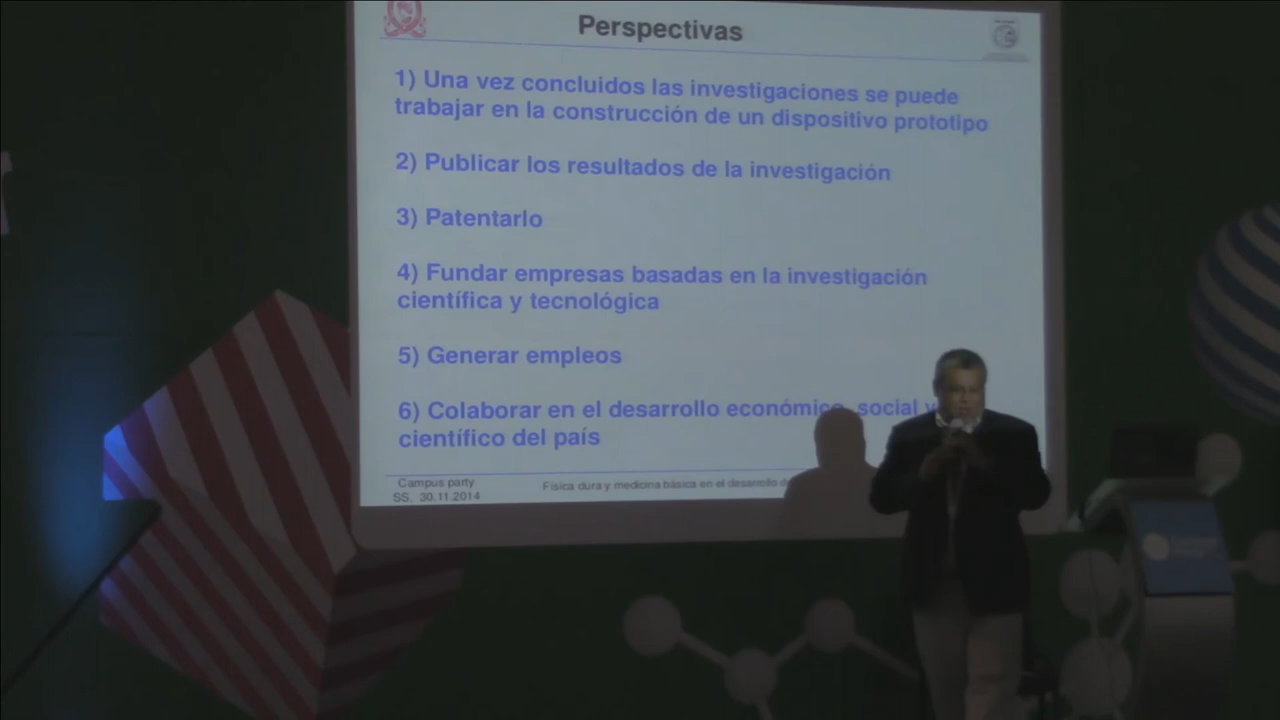 Perspectivas
1) Una vez concluidos las investigaciones se puede
trabajar en la construcción de un dispositivo prototipo
2) Publicar los resultados de la investigación
3) Patentarlo
4) Fundar empresas basadas en la investigación
científica y tecnológica
5) Generar empleos
6) Colaborar en el desarrollo económico, social y
científico del país
Campus party
SS, 30.11.2014
Física dura y medicina básica en el desarrollo de